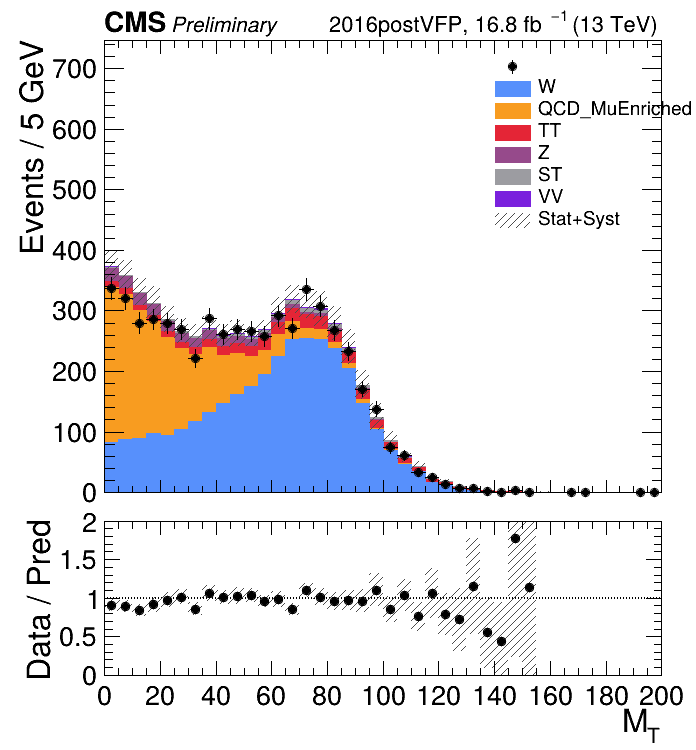 CMS Preliminary 2016postVFP, 16.8 fb⁻¹ (13 TeV)
Events / 5 GeV
700
600
500
400
300
200
100
0
W
QCD_MuEnriched
TT
Z
ST
VV
Stat+Syst
Data / Pred
2
1.5
1
0.5
0
0 20 40 60 80 100 120 140 160 180 200
M_T